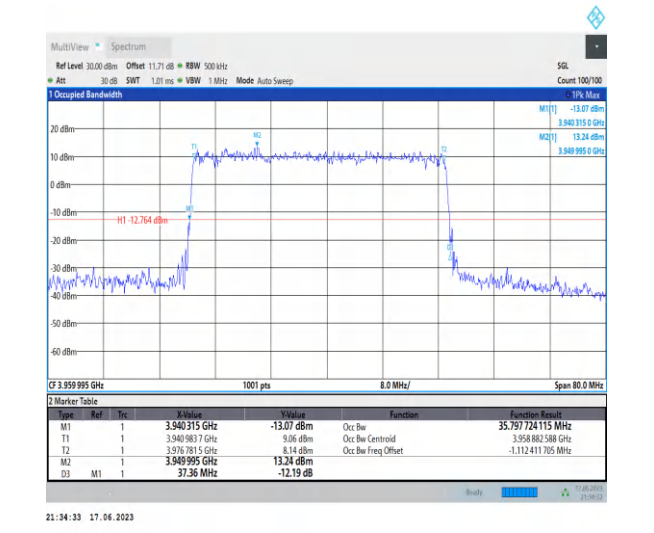 MultiView Spectrum
Ref Level 30.00 dBm Offset 11.71 dB RBW 500 kHz SGL
Att 30 dB SWT 1.01 ms VBW 1 MHz Mode Auto Sweep Count 100/100
1 Occupied Bandwidth 1Pk Max
M1[1] -13.07 dBm
3.940 315 0 GHz
M2[1] 13.24 dBm
3.949 995 0 GHz
20 dBm
M2
T1
T2
10 dBm
0 dBm
-10 dBm
M1
H1 -12.764 dBm
-20 dBm
D3
-30 dBm
-40 dBm
-50 dBm
-60 dBm
CF 3.959 995 GHz 1001 pts 8.0 MHz/ Span 80.0 MHz
2 Marker Table
Type Ref Trc X-Value Y-Value Function Function Result
M1 1 3.940 315 GHz -13.07 dBm Occ Bw 35.797 724 115 MHz
T1 1 3.940 983 7 GHz 9.06 dBm Occ Bw Centroid 3.958 882 588 GHz
T2 1 3.976 781 5 GHz 8.14 dBm Occ Bw Freq Offset -1.112 411 705 MHz
M2 1 3.949 995 GHz 13.24 dBm
D3 M1 1 37.36 MHz -12.19 dB
Ready 17.06.2023
21:34:32
21:34:33 17.06.2023